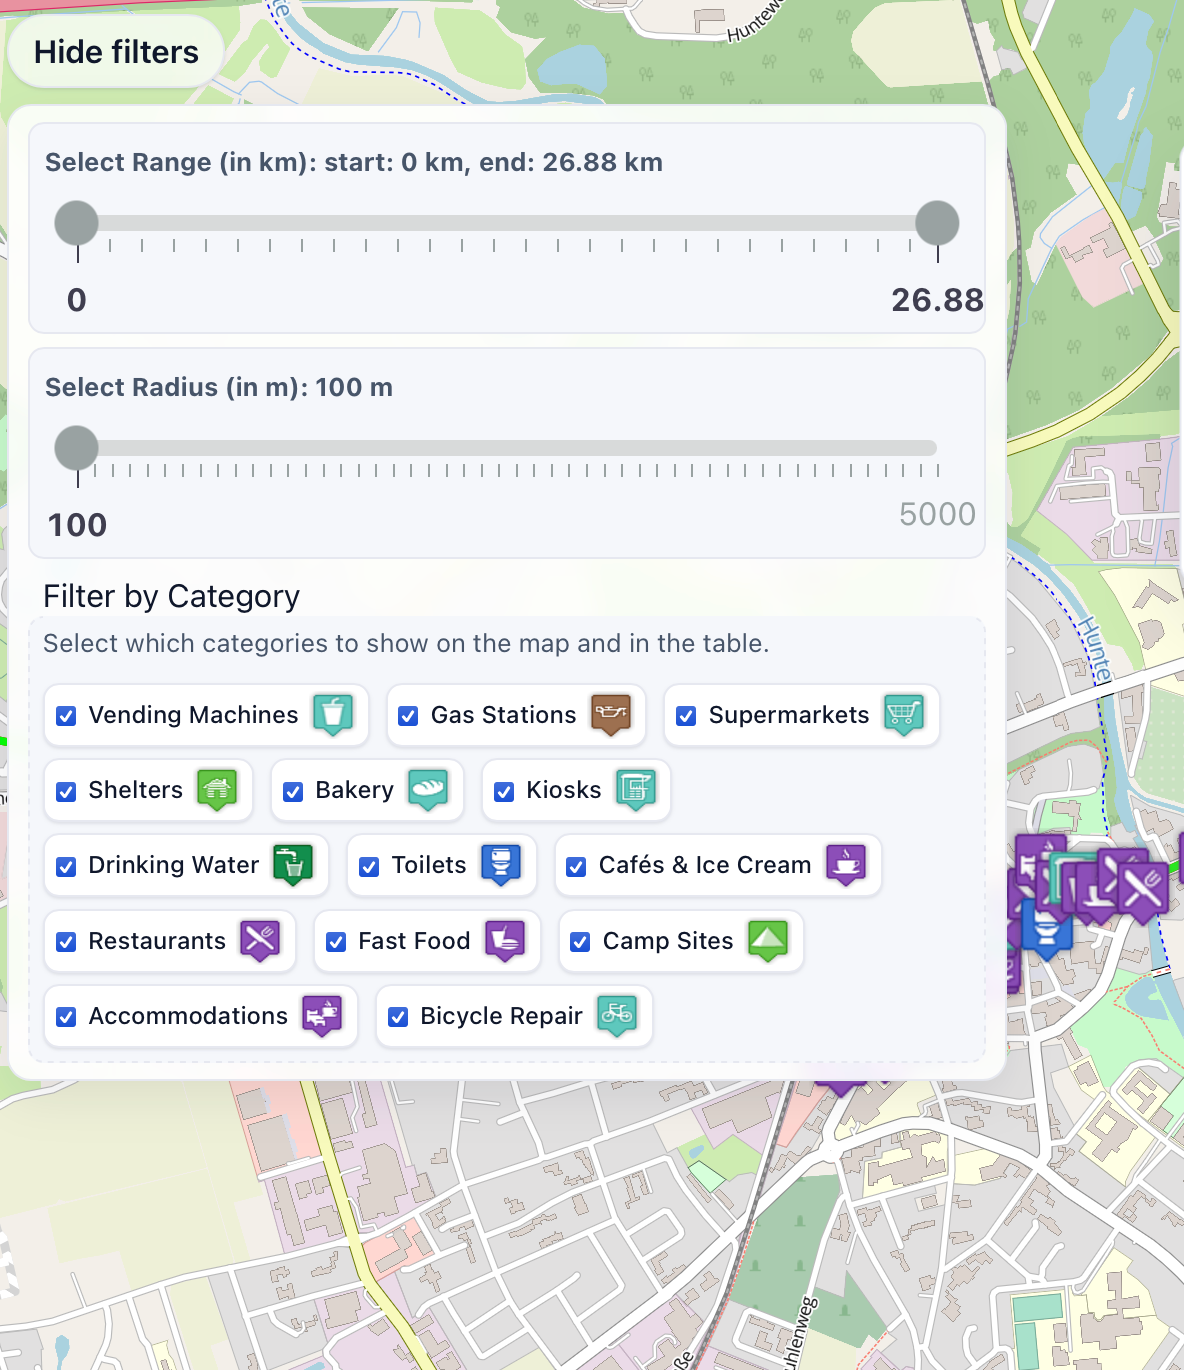 Huntew
Hide filters
Select Range (in km): start: 0 km, end: 26.88 km
0
26.88
Select Radius (in m): 100 m
100
5000
Filter by Category
Select which categories to show on the map and in the table.
Vending Machines
Gas Stations
Supermarkets
Shelters
Bakery
Kiosks
Drinking Water
Toilets
Cafés & Ice Cream
Restaurants
Fast Food
Camp Sites
Accommodations
Bicycle Repair
Hunte
hlenweg
ße